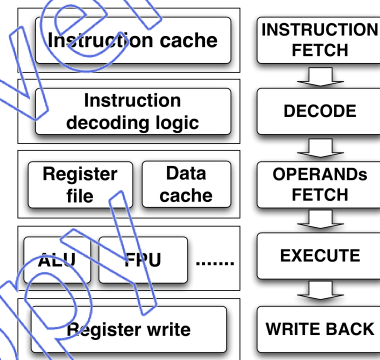 Instruction cache
INSTRUCTION
FETCH
Instruction
decoding logic
DECODE
Register
file
Data
cache
OPERANDs
FETCH
ALU
FPU
.......
EXECUTE
Register write
WRITE BACK